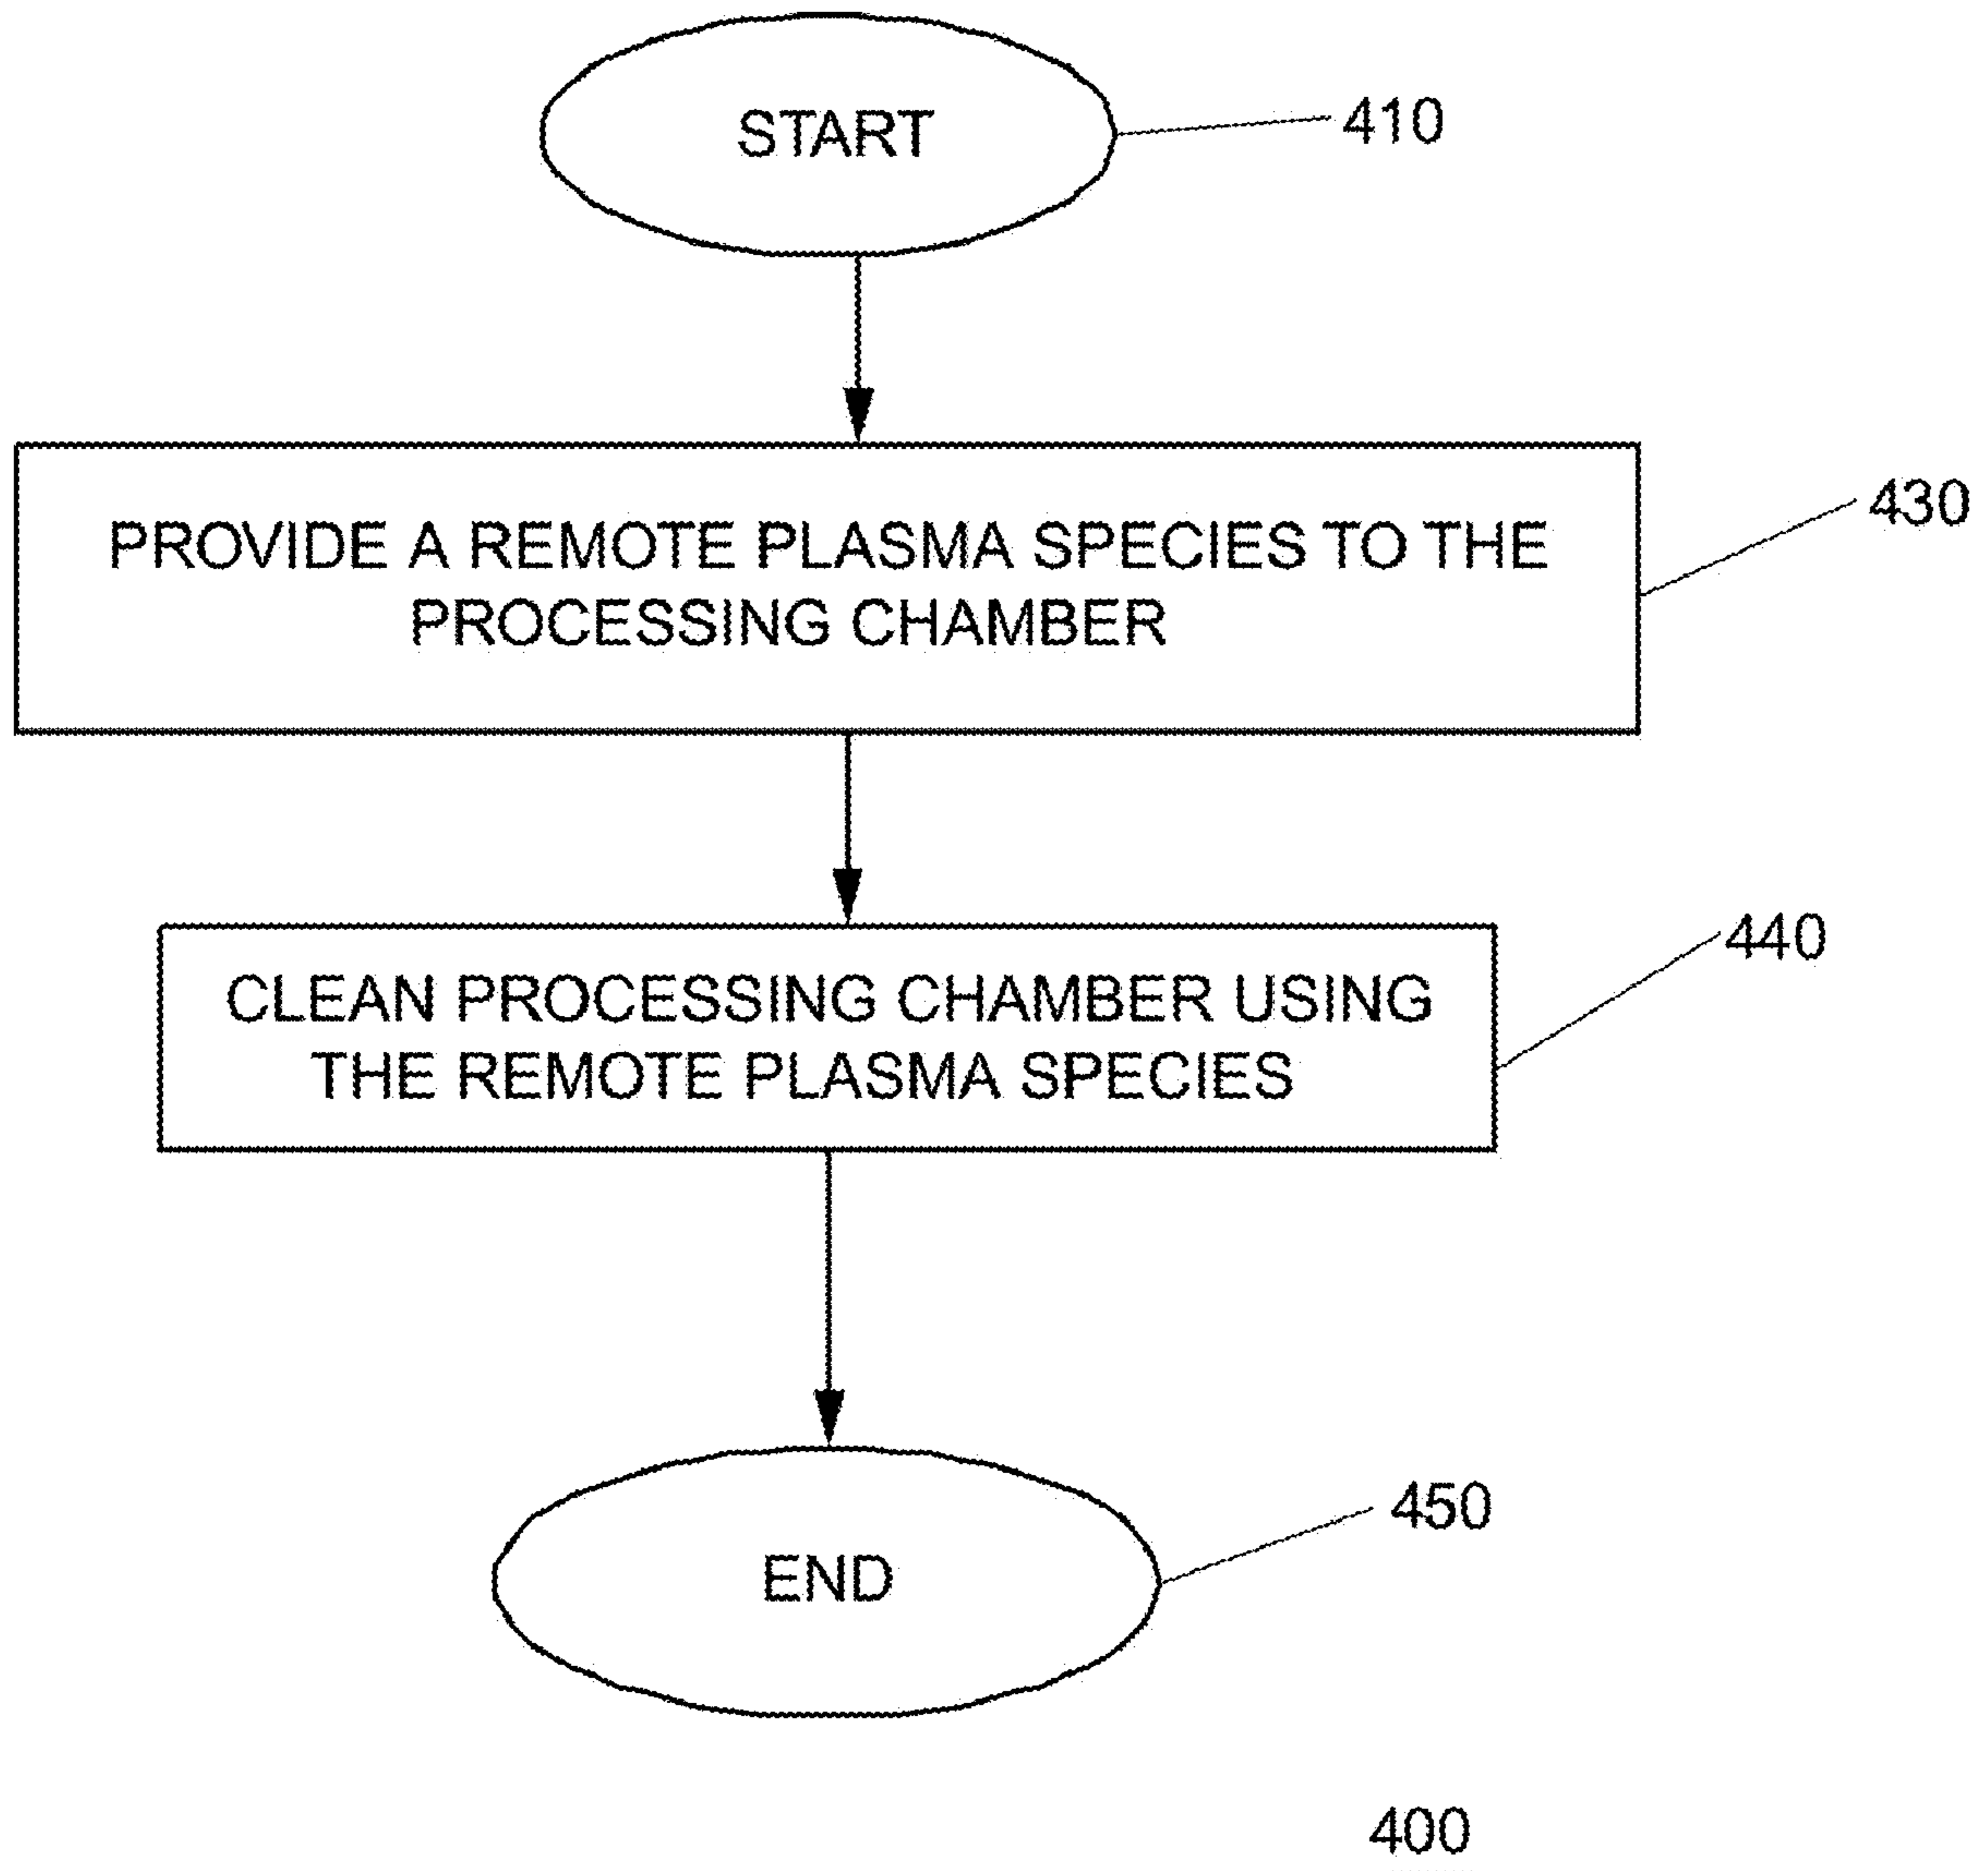 START
410
PROVIDE A REMOTE PLASMA SPECIES TO THE
PROCESSING CHAMBER
430
CLEAN PROCESSING CHAMBER USING
THE REMOTE PLASMA SPECIES
440
END
450
400